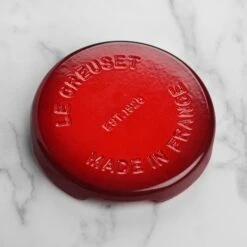 LE CREUSET
EST. 1925
MADE IN FRANCE